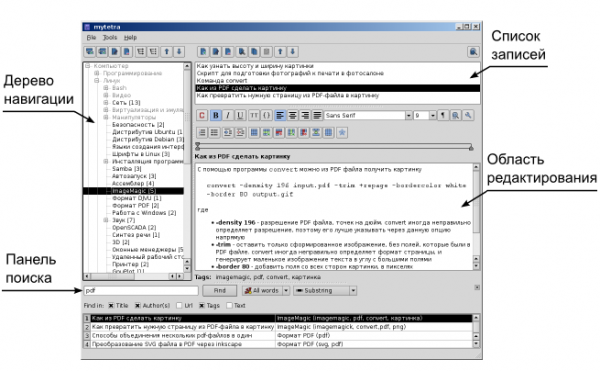 mytetra
File Tools Help
Дерево
навигации
Список
записей
Область
редактирования
Панель
поиска
Компьютер
Программирование
Линух
Bash
Видео
Сеть [13]
Виртуализация и эмуля
Манипуляторы
Безопасность [2]
Дистрибутив Ubuntu [1
Дистрибутив Debian [3]
Языки создания интерф
Шрифты в Linux [3]
Инсталляция программ
Samba [3]
Автозапуск [3]
Ассемблер [4]
ImageMagic [5]
Формат DJVU [1]
Формат PDF [2]
Работа с Windows [2]
Звук [7]
OpenSCADA [2]
Синтез речи [1]
3D [2]
Оконные менеджеры [5
Удаленный рабочий сто
Принтер [2]
GnuPlot [1]
Как узнать высоту и ширину картинки
Скрипт для подготовки фотографий к печати в фотосалоне
Команда convert
Как из PDF сделать картинку
Как превратить нужную страницу из PDF-файла в картинку
C B I U TT () Sans Serif 9
Как из PDF сделать картинку
С помощью программы convert можно из PDF файла получить картинку
convert -density 196 input.pdf -trim +repage -bordercolor white
-border 80 output.gif
где
-density 196 - разрешение PDF файла, точек на дюйм. convert иногда неправильно
определяет разрешение, поэтому его лучше указывать через данную опцию
напрямую
-trim - оставить только сформированное изображение, без полей, которые были в
PDF файле. convert иногда неправильно определяет формат страницы, и
генерирует маленькое изображение текста в углу с большими полями
-border 80 - добавить поля со всех сторон картинки, в пикселях
Tags: imagemagic, pdf, convert, картинка
pdf Find All words Substring
Find in: Title Author(s) Url Tags Text
1 Как из PDF сделать картинку ImageMagic (imagemagic, pdf, convert, картинка)
2 Как превратить нужную страницу из PDF-файла в картинку ImageMagic (imagemagick, convert,pdf, png)
3 Способы объединения нескольких pdf-файлов в один Формат PDF (pdf)
4 Преобразование SVG файла в PDF через inkscape Формат PDF (svg, pdf)